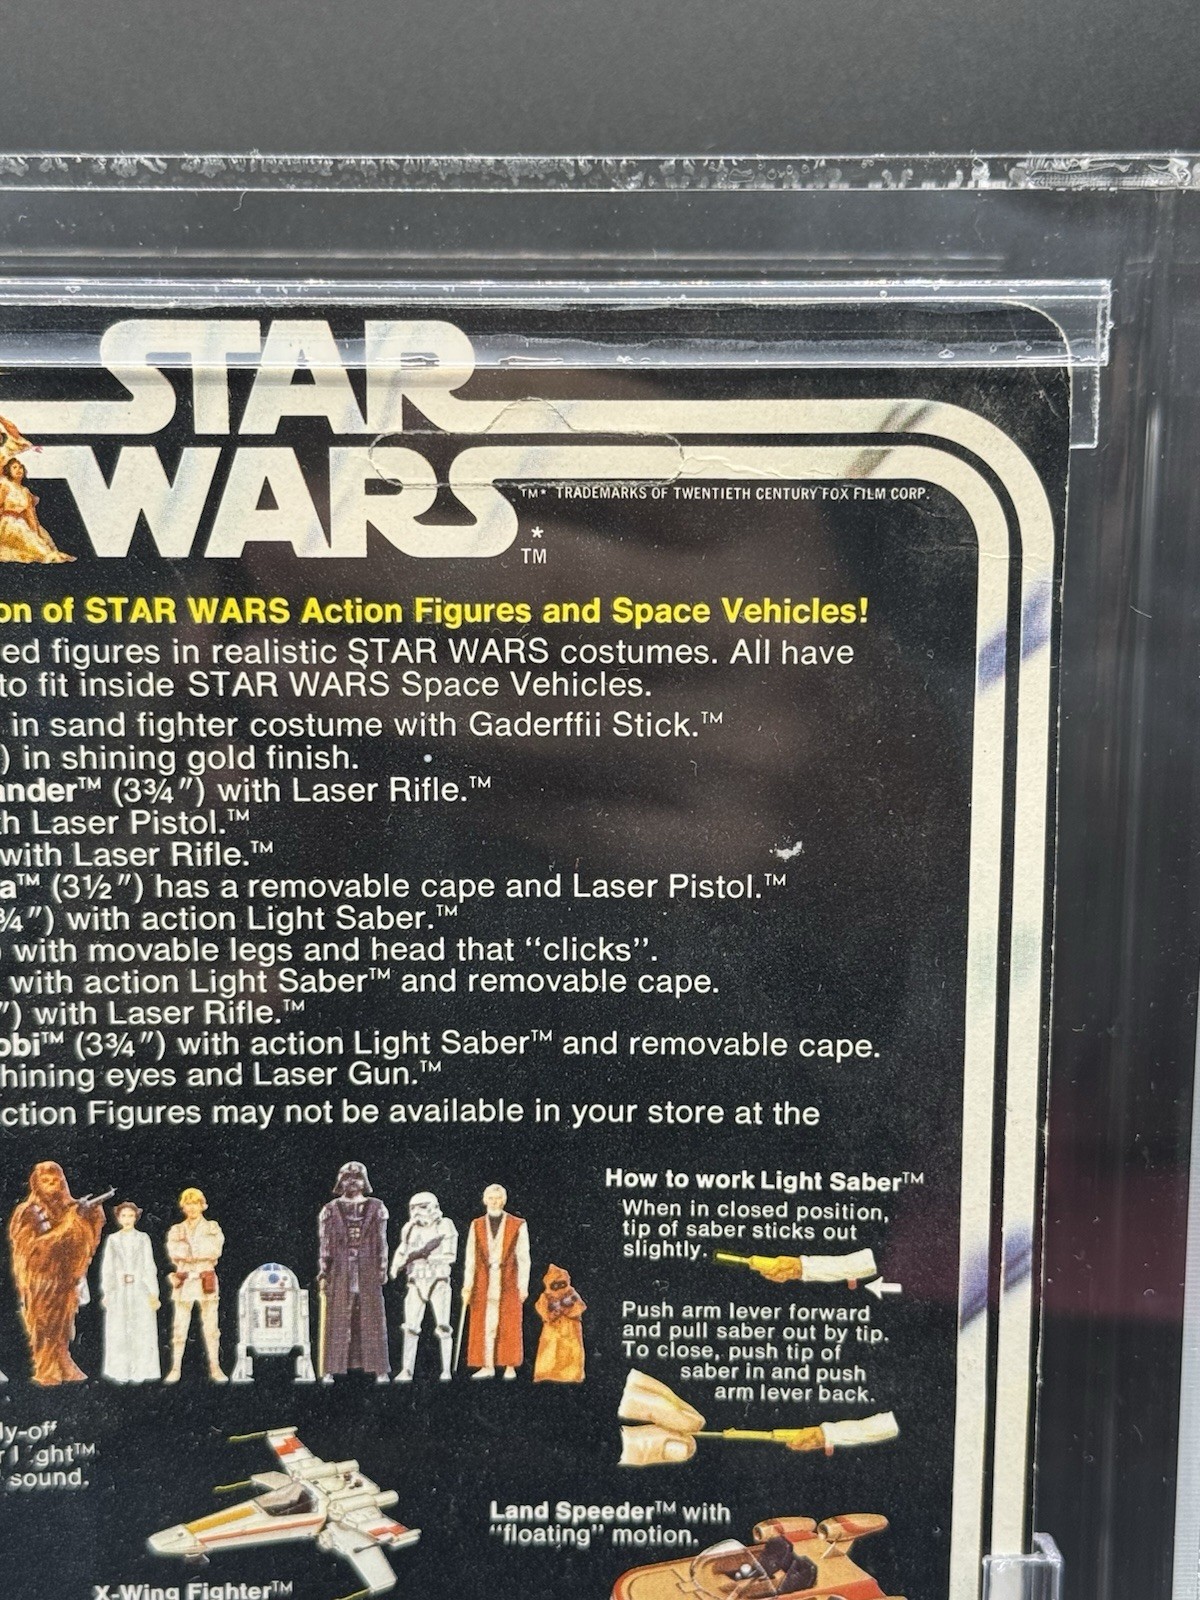 STAR
WARS
™* TRADEMARKS OF TWENTIETH CENTURY FOX FILM CORP.
*
TM
on of STAR WARS Action Figures and Space Vehicles!
ed figures in realistic STAR WARS costumes. All have
to fit inside STAR WARS Space Vehicles.
in sand fighter costume with Gaderffii Stick.™
) in shining gold finish.
ander™ (3¾″) with Laser Rifle.™
th Laser Pistol.™
with Laser Rifle.™
a™ (3½″) has a removable cape and Laser Pistol.™
¾″) with action Light Saber.™
) with movable legs and head that “clicks”.
with action Light Saber™ and removable cape.
″) with Laser Rifle.™
obi™ (3¾″) with action Light Saber™ and removable cape.
hining eyes and Laser Gun.™
ction Figures may not be available in your store at the
How to work Light Saber™
When in closed position,
tip of saber sticks out
slightly.
Push arm lever forward
and pull saber out by tip.
To close, push tip of
saber in and push
arm lever back.
ly-off
ght™
sound.
X-Wing Fighter™
Land Speeder™ with
“floating” motion.